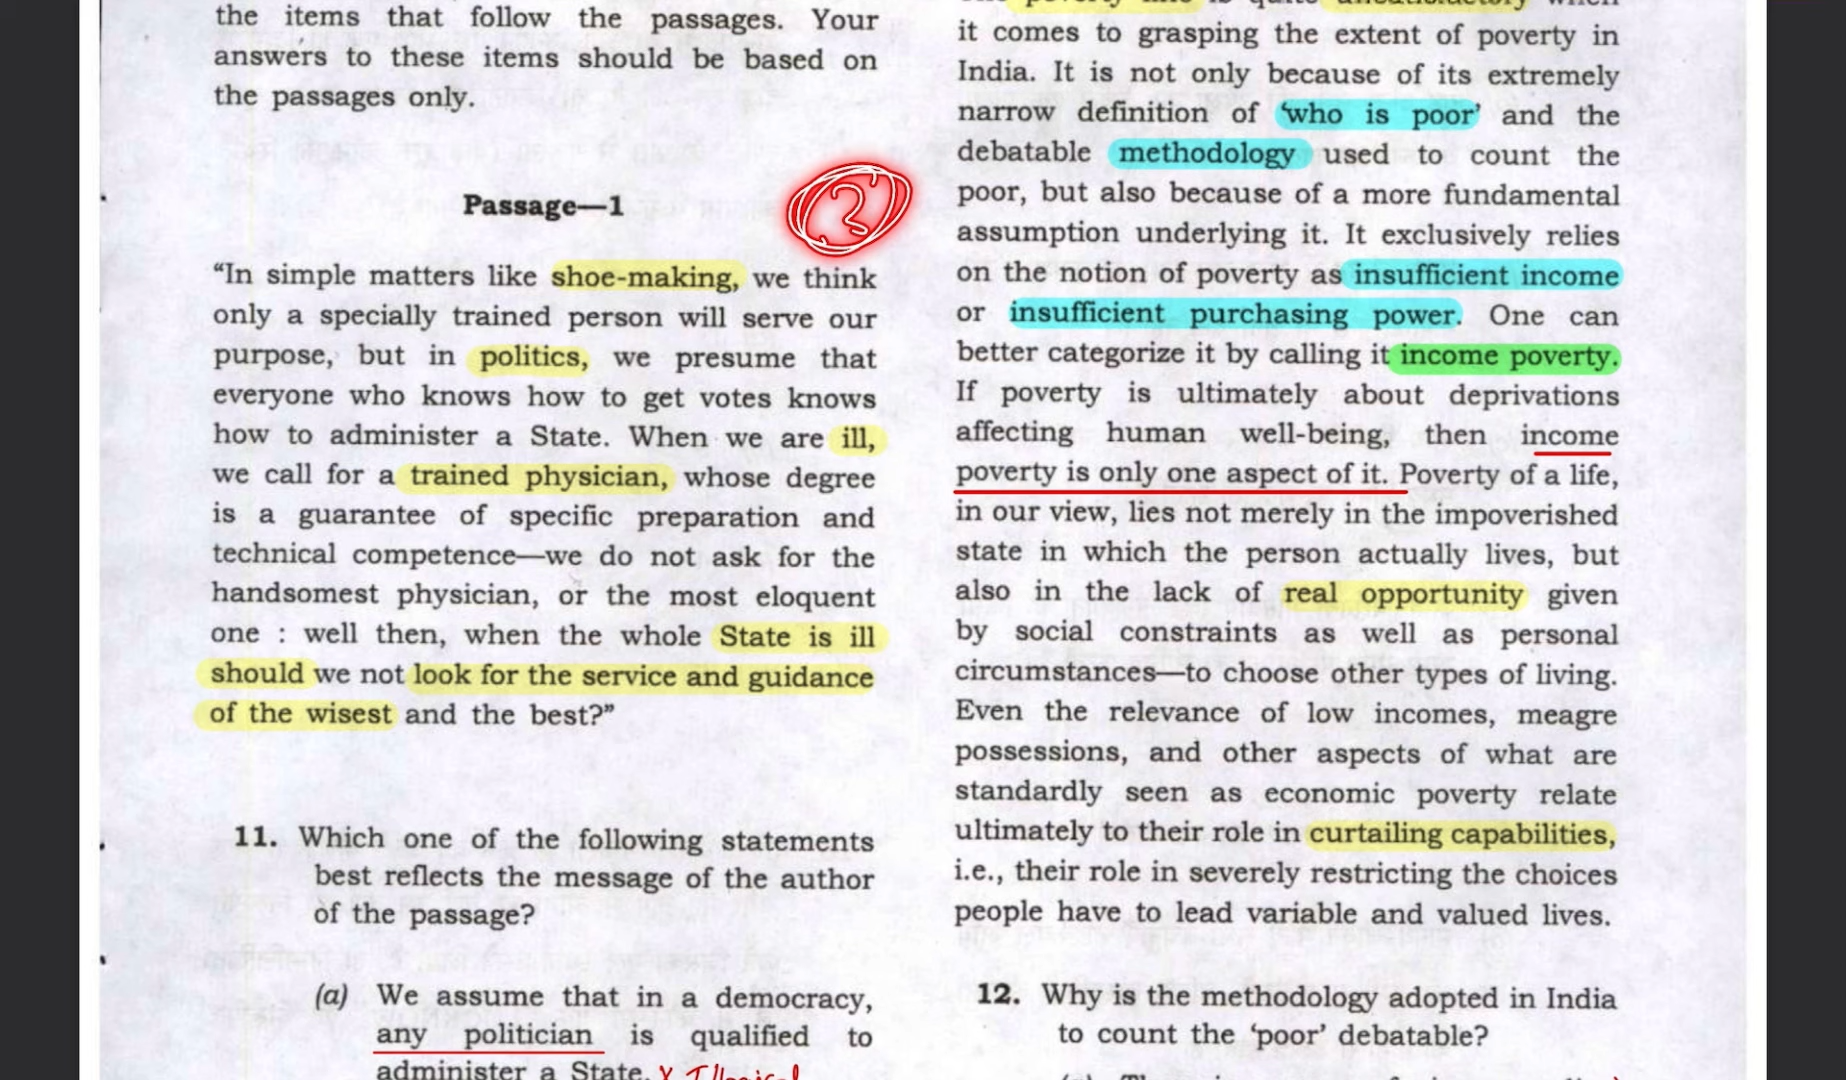 the items that follow the passages. Your
answers to these items should be based on
the passages only.
Passage—1
“In simple matters like shoe-making, we think
only a specially trained person will serve our
purpose, but in politics, we presume that
everyone who knows how to get votes knows
how to administer a State. When we are ill,
we call for a trained physician, whose degree
is a guarantee of specific preparation and
technical competence—we do not ask for the
handsomest physician, or the most eloquent
one : well then, when the whole State is ill
should we not look for the service and guidance
of the wisest and the best?”
11. Which one of the following statements
best reflects the message of the author
of the passage?
(a) We assume that in a democracy,
any politician is qualified to
administer a State. x Illogical
it comes to grasping the extent of poverty in
India. It is not only because of its extremely
narrow definition of ‘who is poor’ and the
debatable methodology used to count the
poor, but also because of a more fundamental
assumption underlying it. It exclusively relies
on the notion of poverty as insufficient income
or insufficient purchasing power. One can
better categorize it by calling it income poverty.
If poverty is ultimately about deprivations
affecting human well-being, then income
poverty is only one aspect of it. Poverty of a life,
in our view, lies not merely in the impoverished
state in which the person actually lives, but
also in the lack of real opportunity given
by social constraints as well as personal
circumstances—to choose other types of living.
Even the relevance of low incomes, meagre
possessions, and other aspects of what are
standardly seen as economic poverty relate
ultimately to their role in curtailing capabilities,
i.e., their role in severely restricting the choices
people have to lead variable and valued lives.
12. Why is the methodology adopted in India
to count the ‘poor’ debatable?